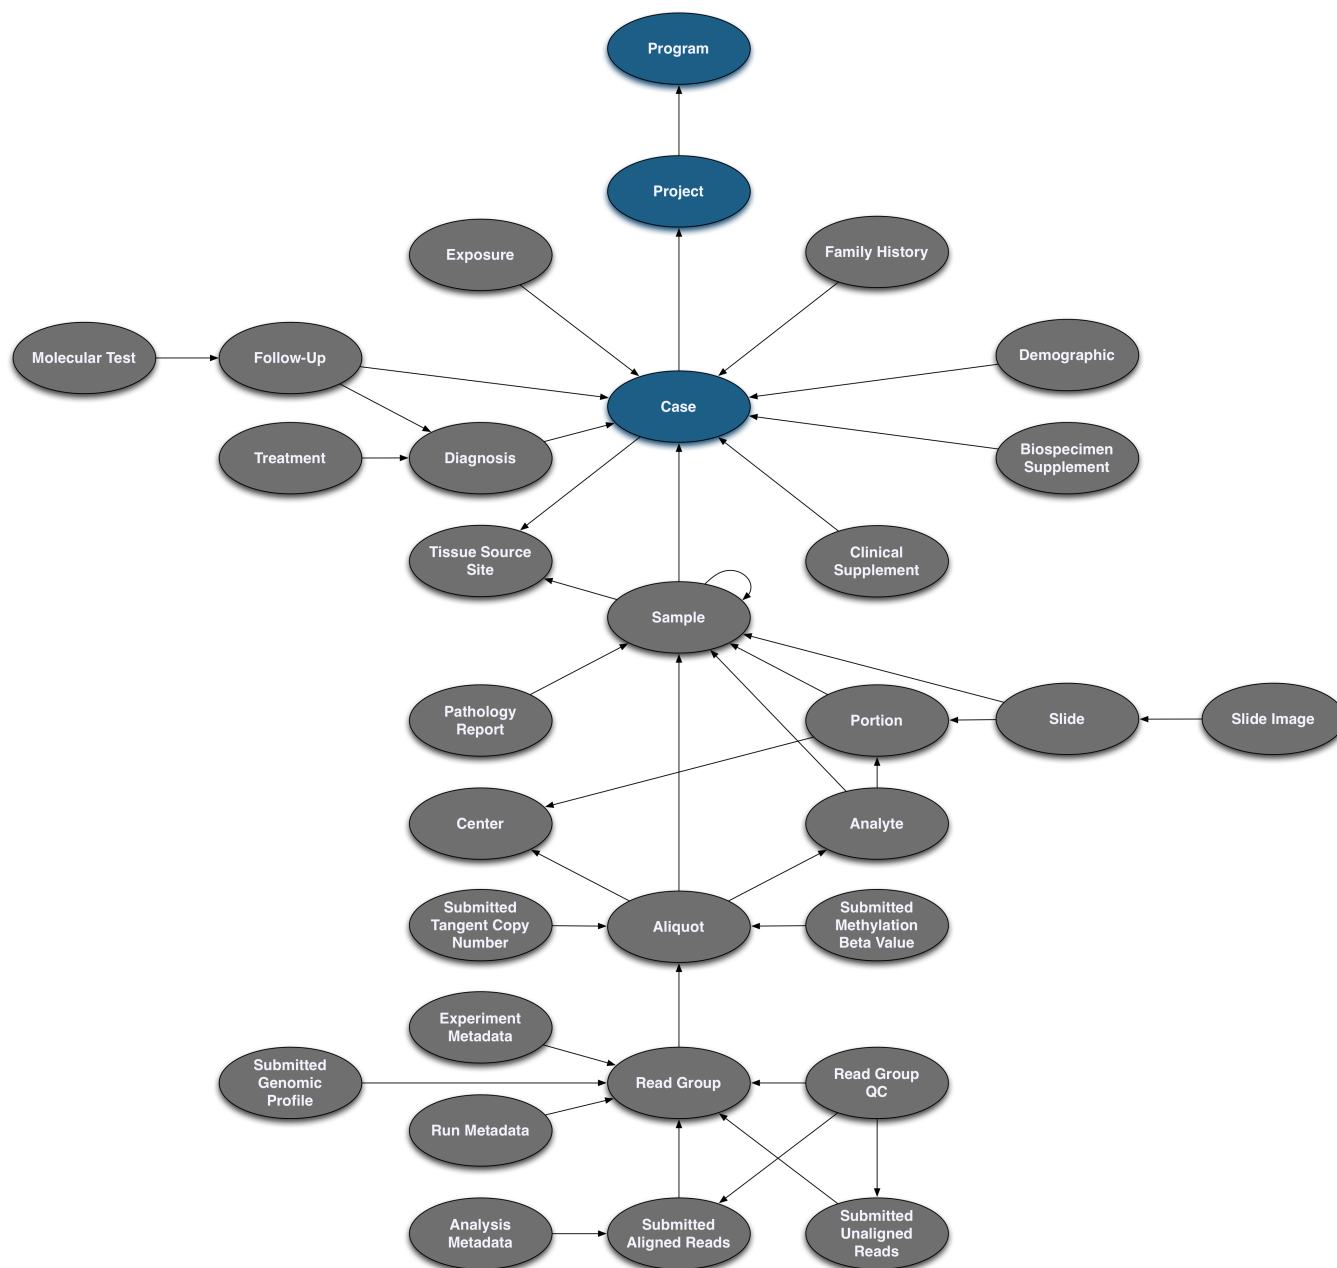 Program
Project
Exposure
Family History
Molecular Test
Follow-Up
Demographic
Case
Treatment
Diagnosis
Biospecimen
Supplement
Tissue Source
Site
Clinical
Supplement
Sample
Pathology
Report
Portion
Slide
Slide Image
Center
Analyte
Submitted
Tangent Copy
Number
Aliquot
Submitted
Methylation
Beta Value
Experiment
Metadata
Submitted
Genomic
Profile
Read Group
Read Group
QC
Run Metadata
Analysis
Metadata
Submitted
Aligned Reads
Submitted
Unaligned
Reads